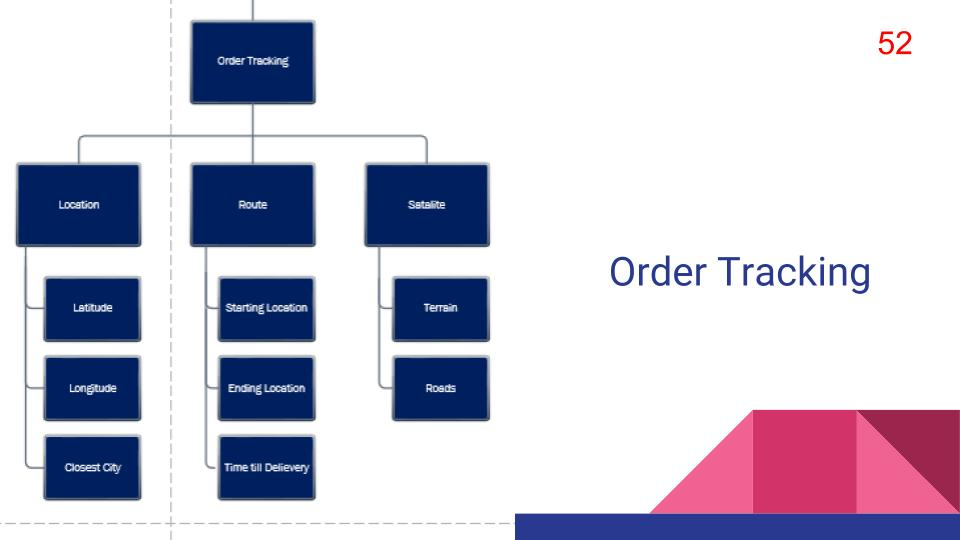 52
Order Tracking
Location
Route
Satalite
Latitude
Starting Location
Terrain
Longitude
Ending Location
Roads
Closest City
Time till Delievery
Order Tracking